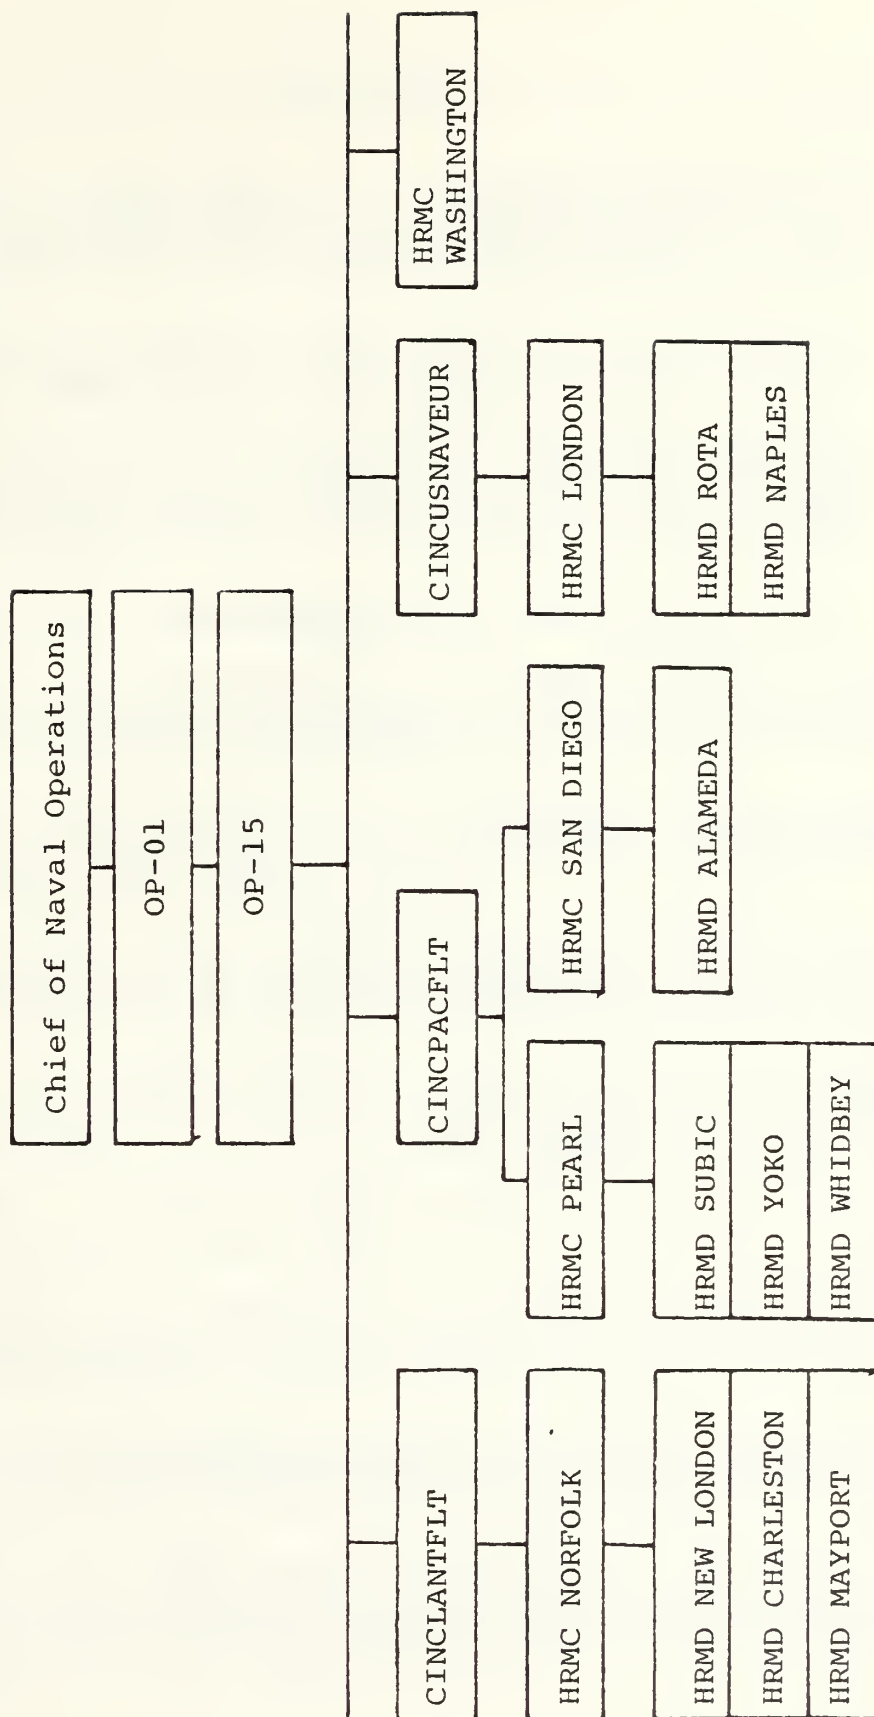 Chief of Naval Operations
OP-01
OP-15
CINCLANTFLT
HRMC NORFOLK
HRMD NEW LONDON
HRMD CHARLESTON
HRMD MAYPORT
CINCPACFLT
HRMC PEARL
HRMD SUBIC
HRMD YOKO
HRMD WHIDBEY
HRMC SAN DIEGO
HRMD ALAMEDA
CINCUSNAVEUR
HRMC LONDON
HRMD ROTA
HRMD NAPLES
HRMC
WASHINGTON